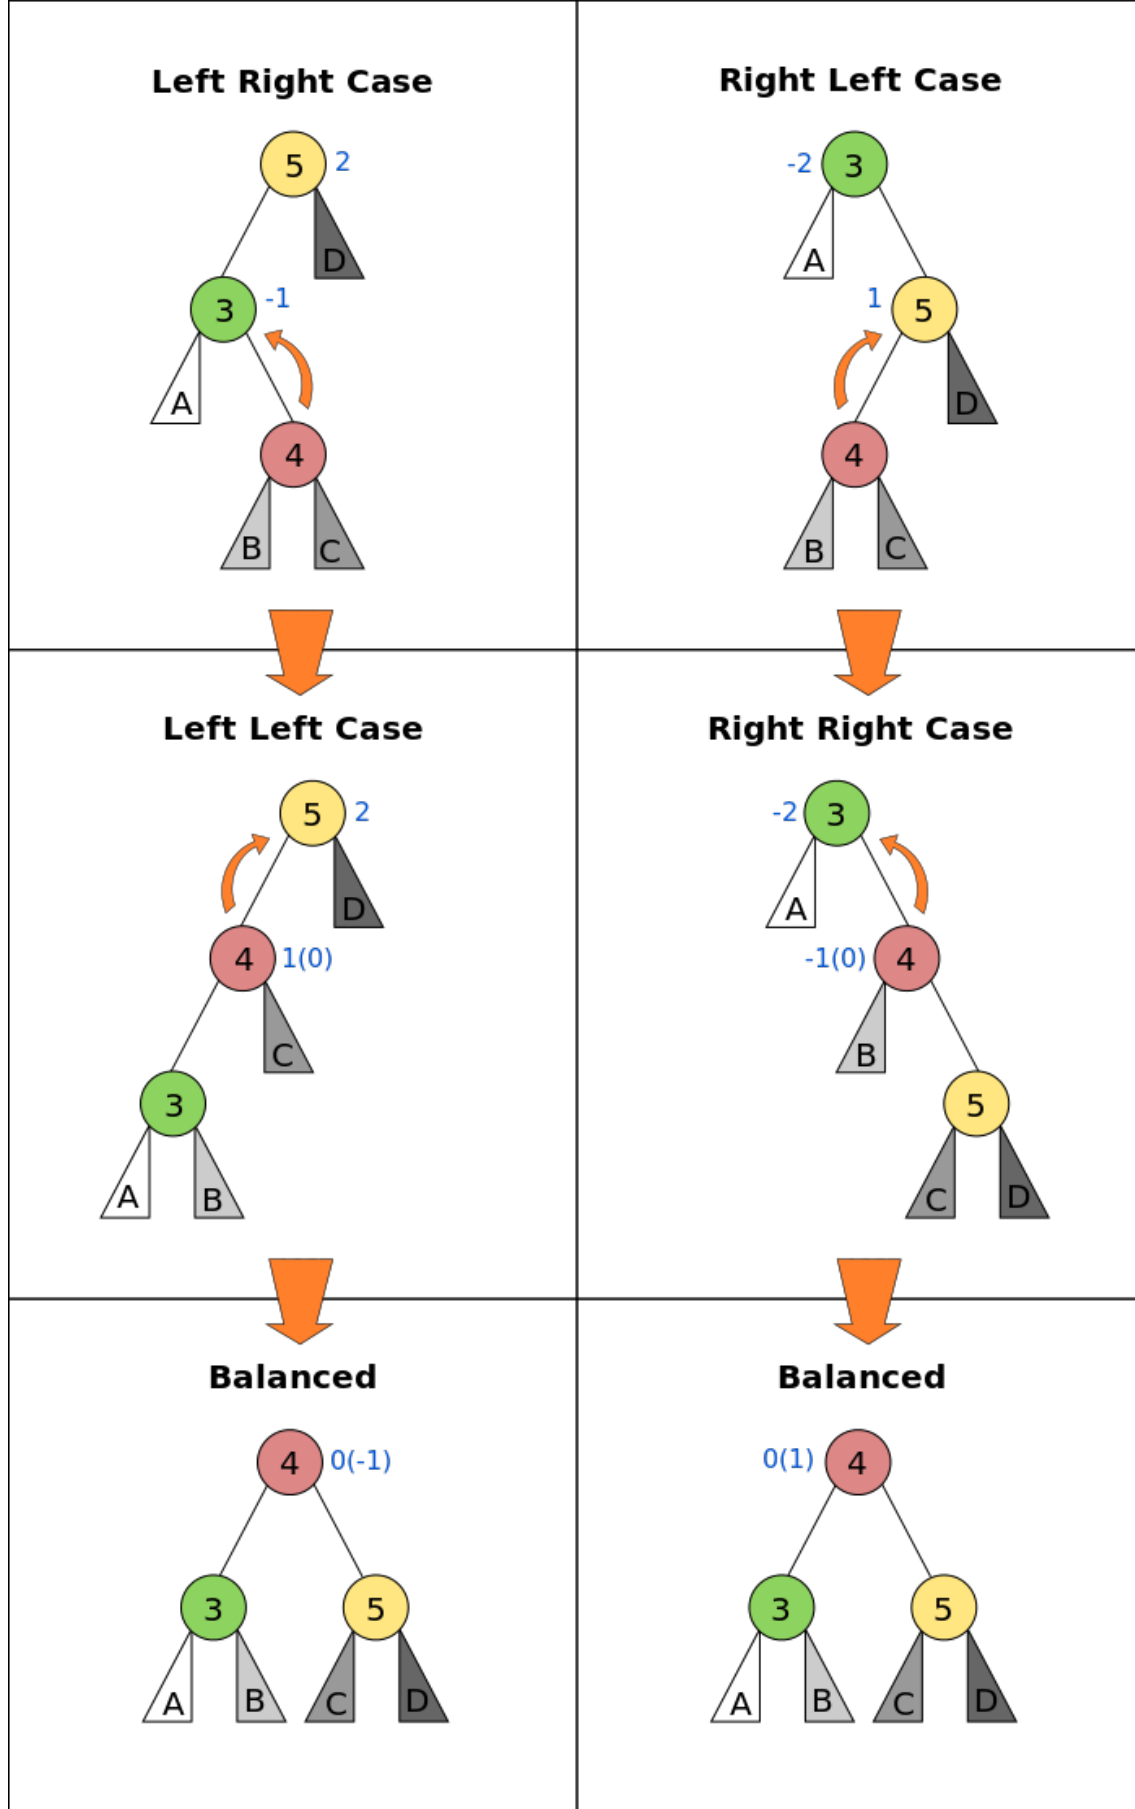 Left Right Case
5 2
D
3 -1
A
4
B C
Right Left Case
-2 3
A
1 5
D
4
B C
Left Left Case
5 2
D
4 1(0)
C
3
A B
Right Right Case
-2 3
A
-1(0) 4
B
5
C D
Balanced
4 0(-1)
3 5
A B C D
Balanced
0(1) 4
3 5
A B C D